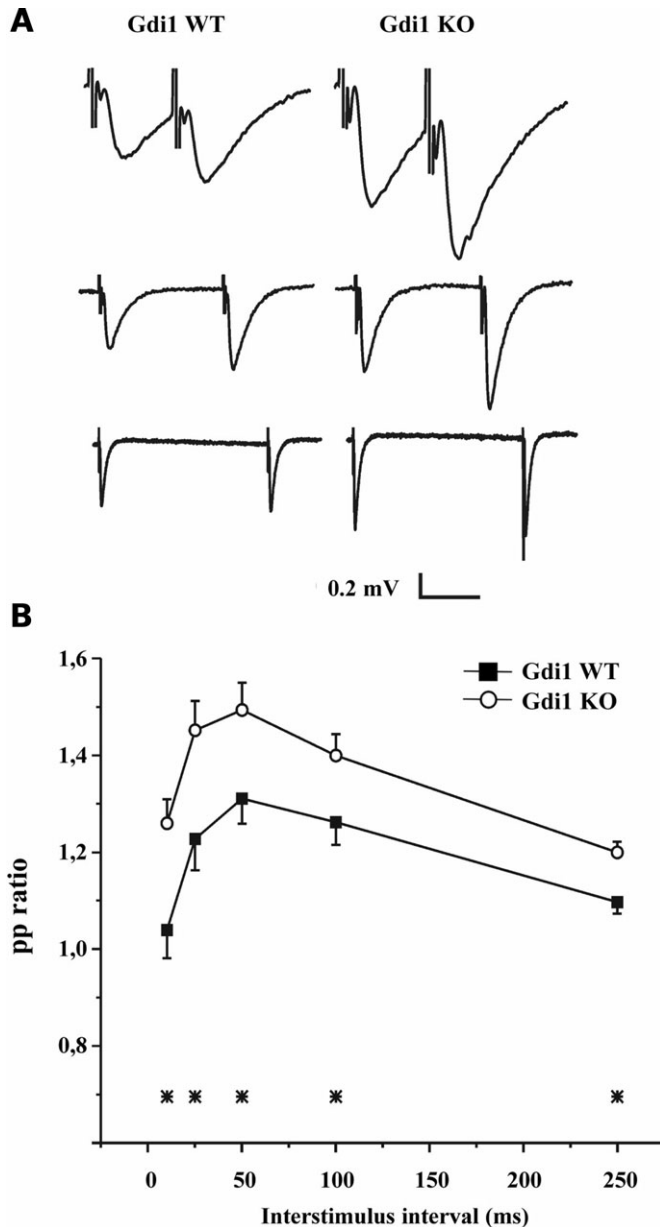 A
Gdi1 WT Gdi1 KO
0.2 mV
B
1,6
1,4
1,2
1,0
0,8
pp ratio
Gdi1 WT
Gdi1 KO
* * * * *
0 50 100 150 200 250
Interstimulus interval (ms)